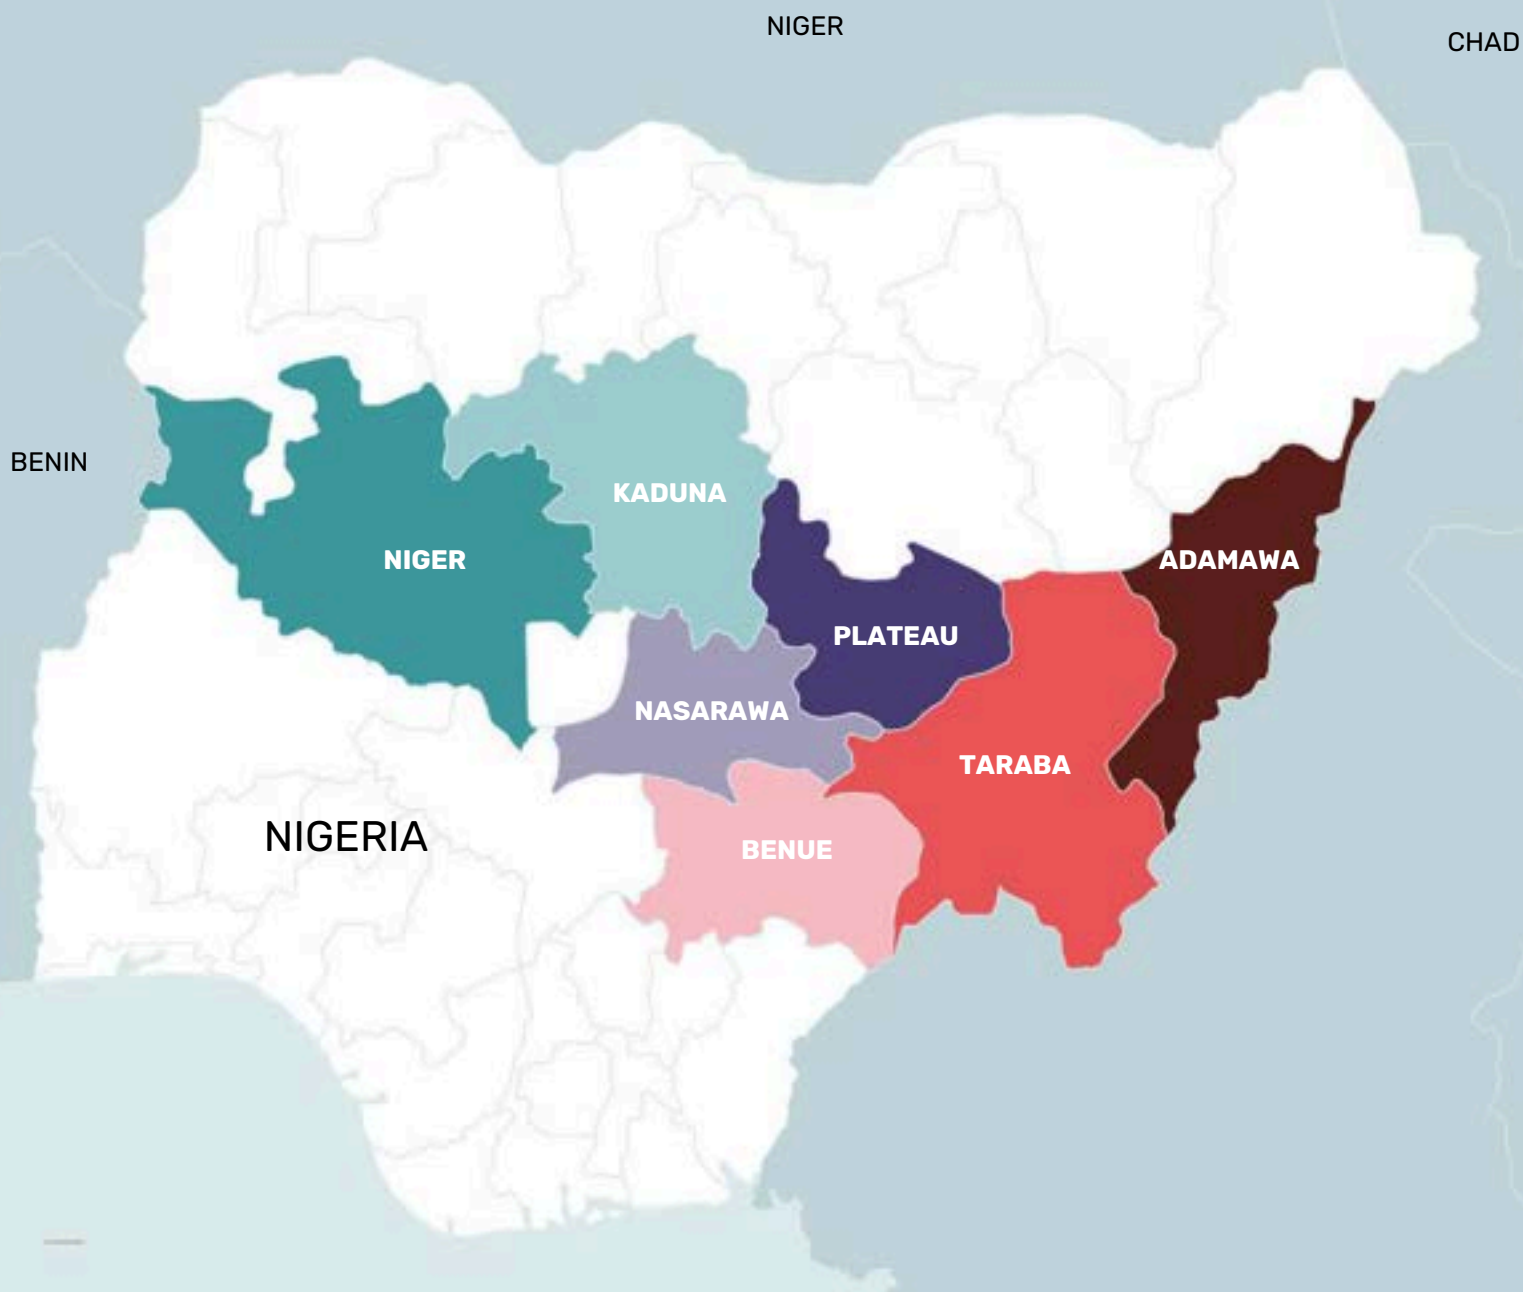 NIGER
CHAD
BENIN
KADUNA
NIGER
ADAMAWA
PLATEAU
NASARAWA
TARABA
NIGERIA
BENUE